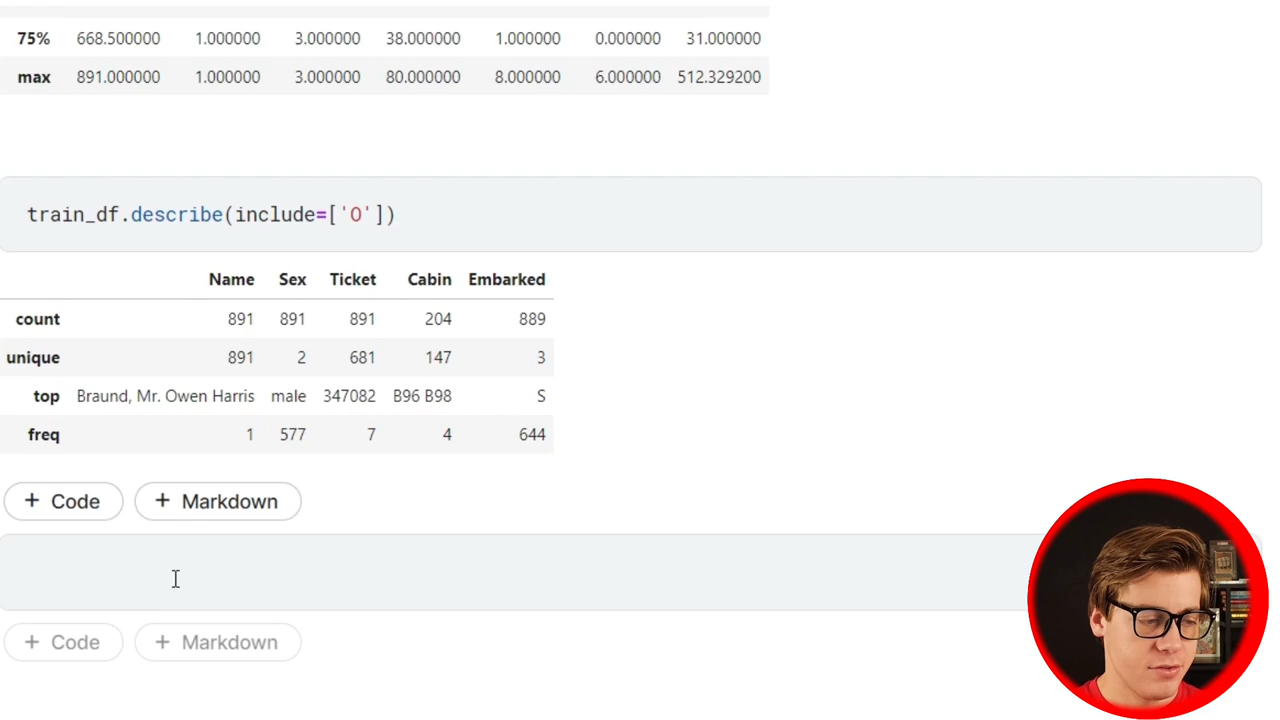 75% 668.500000 1.000000 3.000000 38.000000 1.000000 0.000000 31.000000
max 891.000000 1.000000 3.000000 80.000000 8.000000 6.000000 512.329200
train_df.describe(include=['O'])
Name Sex Ticket Cabin Embarked
count 891 891 891 204 889
unique 891 2 681 147 3
top Braund, Mr. Owen Harris male 347082 B96 B98 S
freq 1 577 7 4 644
+ Code + Markdown
+ Code + Markdown